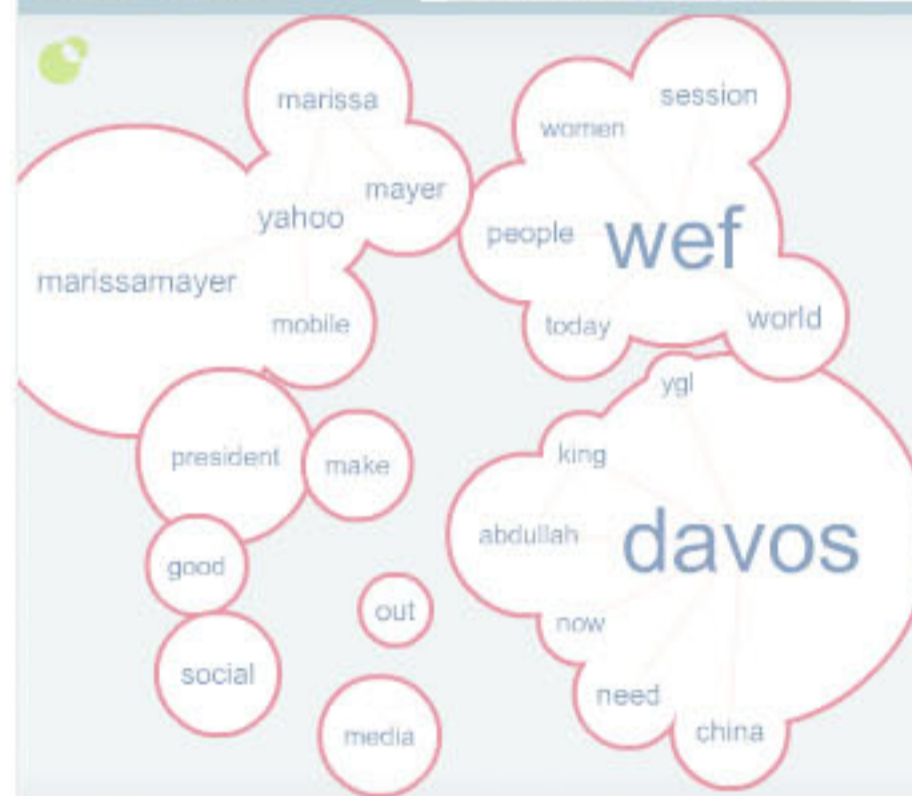 marissa
mayer
yahoo
marissamayer
mobile
session
women
people
wef
today
world
president
make
good
out
social
media
ygl
king
abdullah
davos
now
need
china